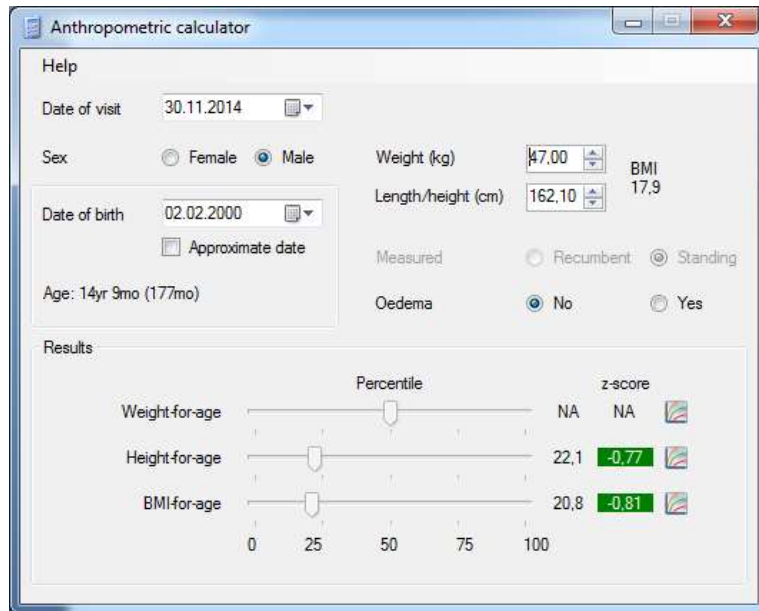 Anthropometric calculator
Help
Date of visit 30.11.2014
Sex Female Male
Weight (kg) 47,00
BMI
17,9
Length/height (cm) 162,10
Date of birth 02.02.2000
Approximate date
Measured Recumbent Standing
Age: 14yr 9mo (177mo)
Oedema No Yes
Results
Percentile z-score
Weight-for-age NA NA
Height-for-age 22,1 -0,77
BMI-for-age 20,8 -0,81
0 25 50 75 100